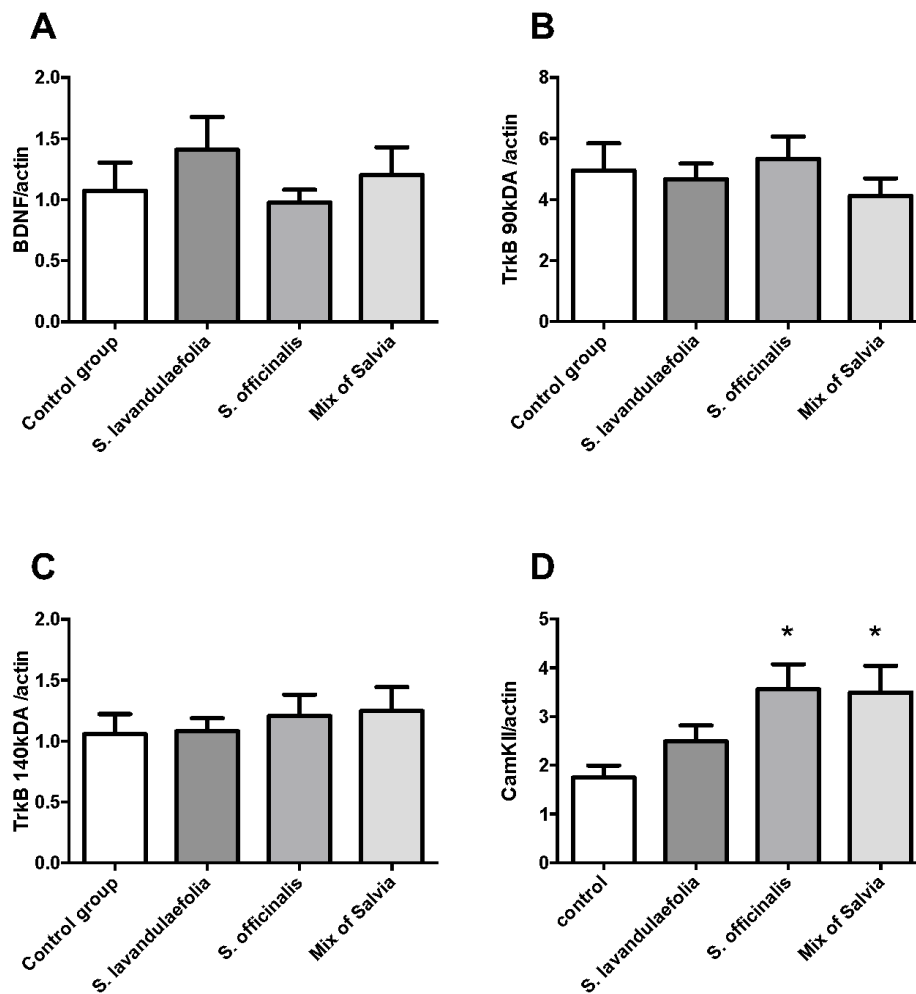 A
BDNF/actin
2.0
1.5
1.0
0.5
0.0
Control group
S. lavandulaefolia
S. officinalis
Mix of Salvia
B
TrkB 90kDA /actin
8
6
4
2
0
Control group
S. lavandulaefolia
S. officinalis
Mix of Salvia
C
TrkB 140kDA /actin
2.0
1.5
1.0
0.5
0.0
Control group
S. lavandulaefolia
S. officinalis
Mix of Salvia
D
CamKII/actin
5
4
3
2
1
0
* *
control
S. lavandulaefolia
S. officinalis
Mix of Salvia